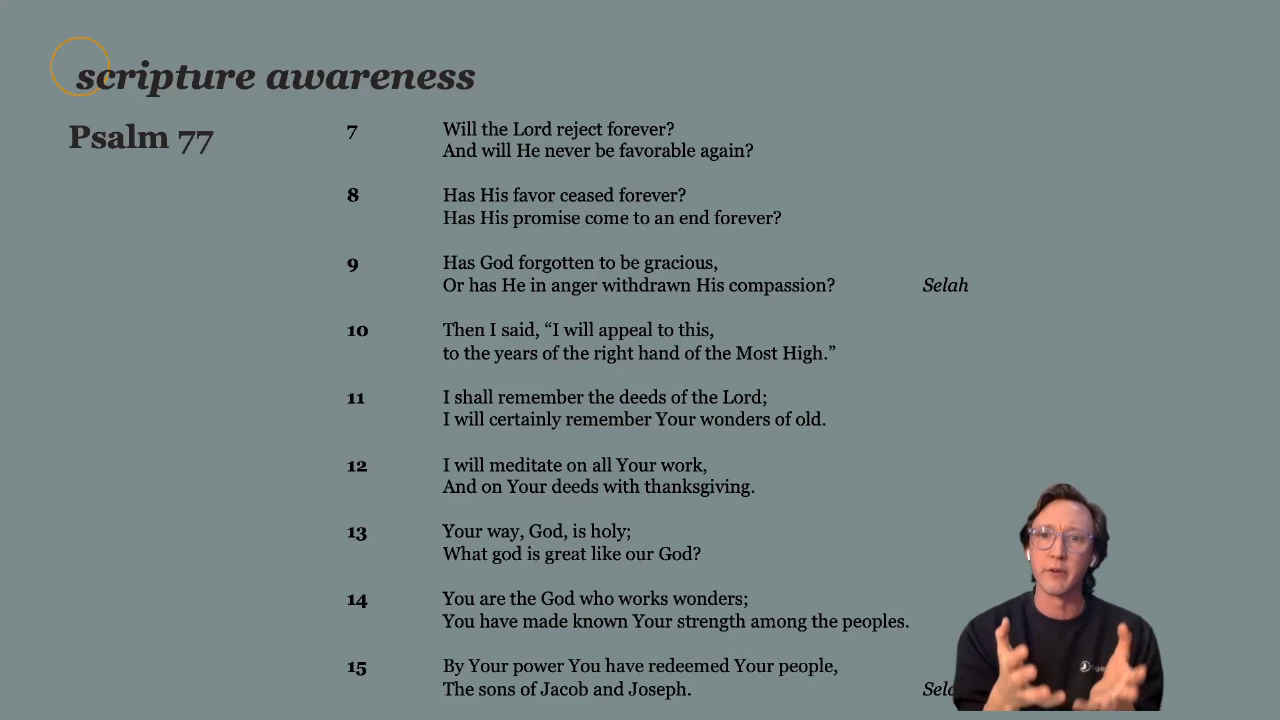 scripture awareness
Psalm 77
7 Will the Lord reject forever?
And will He never be favorable again?
8 Has His favor ceased forever?
Has His promise come to an end forever?
9 Has God forgotten to be gracious,
Or has He in anger withdrawn His compassion? Selah
10 Then I said, “I will appeal to this,
to the years of the right hand of the Most High.”
11 I shall remember the deeds of the Lord;
I will certainly remember Your wonders of old.
12 I will meditate on all Your work,
And on Your deeds with thanksgiving.
13 Your way, God, is holy;
What god is great like our God?
14 You are the God who works wonders;
You have made known Your strength among the peoples.
15 By Your power You have redeemed Your people,
The sons of Jacob and Joseph.